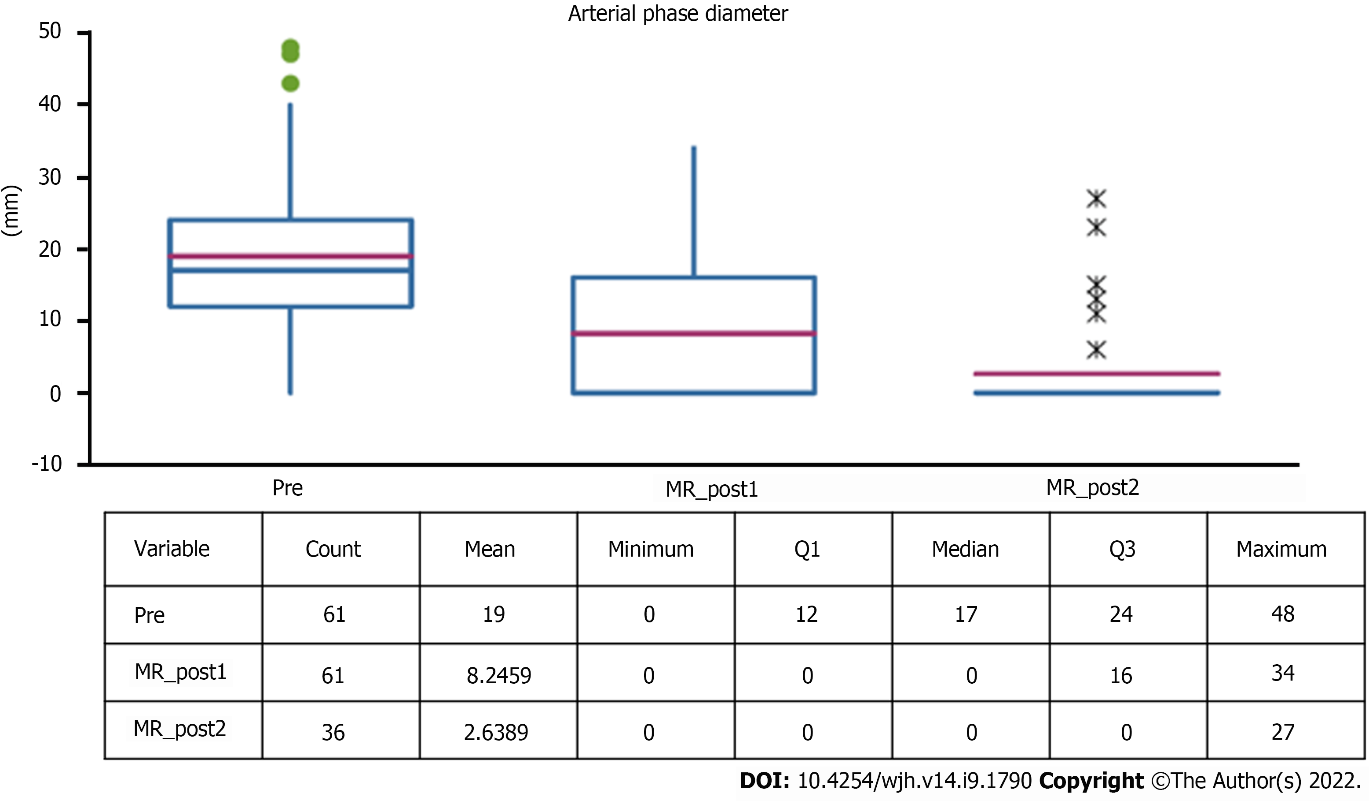 Arterial phase diameter
50
40
30
20
10
0
-10
(mm)
Pre MR_post1 MR_post2
Variable Count Mean Minimum Q1 Median Q3 Maximum
Pre 61 19 0 12 17 24 48
MR_post1 61 8.2459 0 0 0 16 34
MR_post2 36 2.6389 0 0 0 0 27
DOI: 10.4254/wjh.v14.i9.1790 Copyright ©The Author(s) 2022.